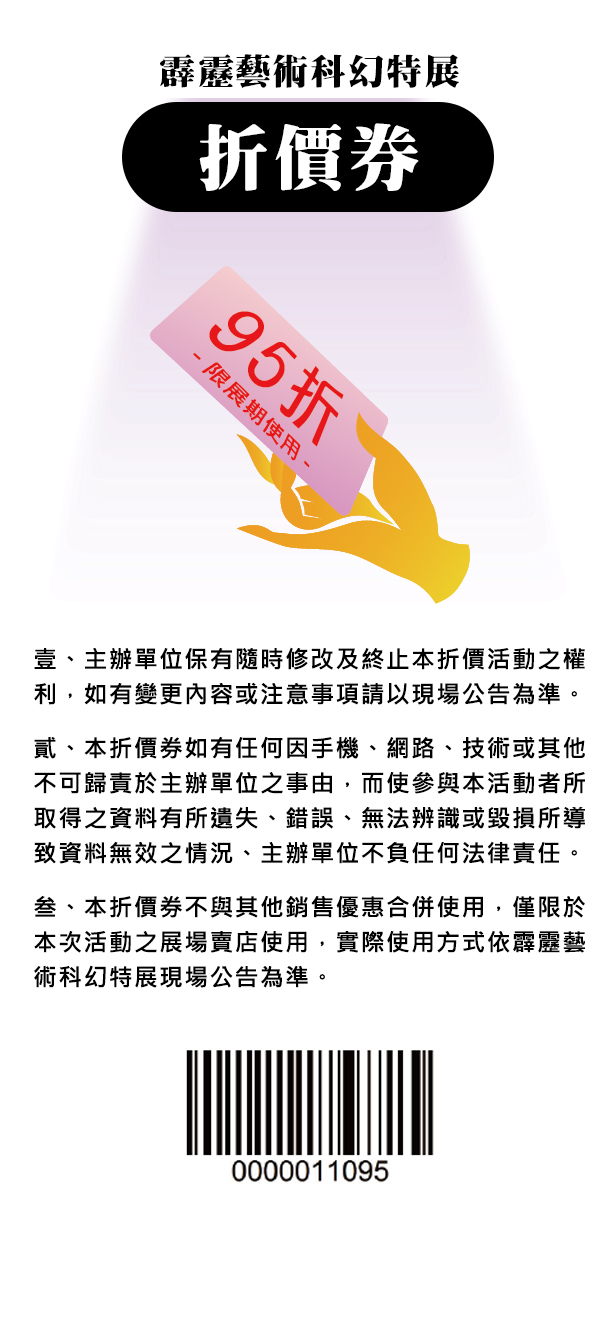 霹靂藝術科幻特展
折價券
95折
- 限展期使用 -
壹、主辦單位保有隨時修改及終止本折價活動之權
利，如有變更內容或注意事項請以現場公告為準。
貳、本折價券如有任何因手機、網路、技術或其他
不可歸責於主辦單位之事由，而使參與本活動者所
取得之資料有所遺失、錯誤、無法辨識或毀損所導
致資料無效之情況、主辦單位不負任何法律責任。
叁、本折價券不與其他銷售優惠合併使用，僅限於
本次活動之展場賣店使用，實際使用方式依霹靂藝
術科幻特展現場公告為準。
0000011095